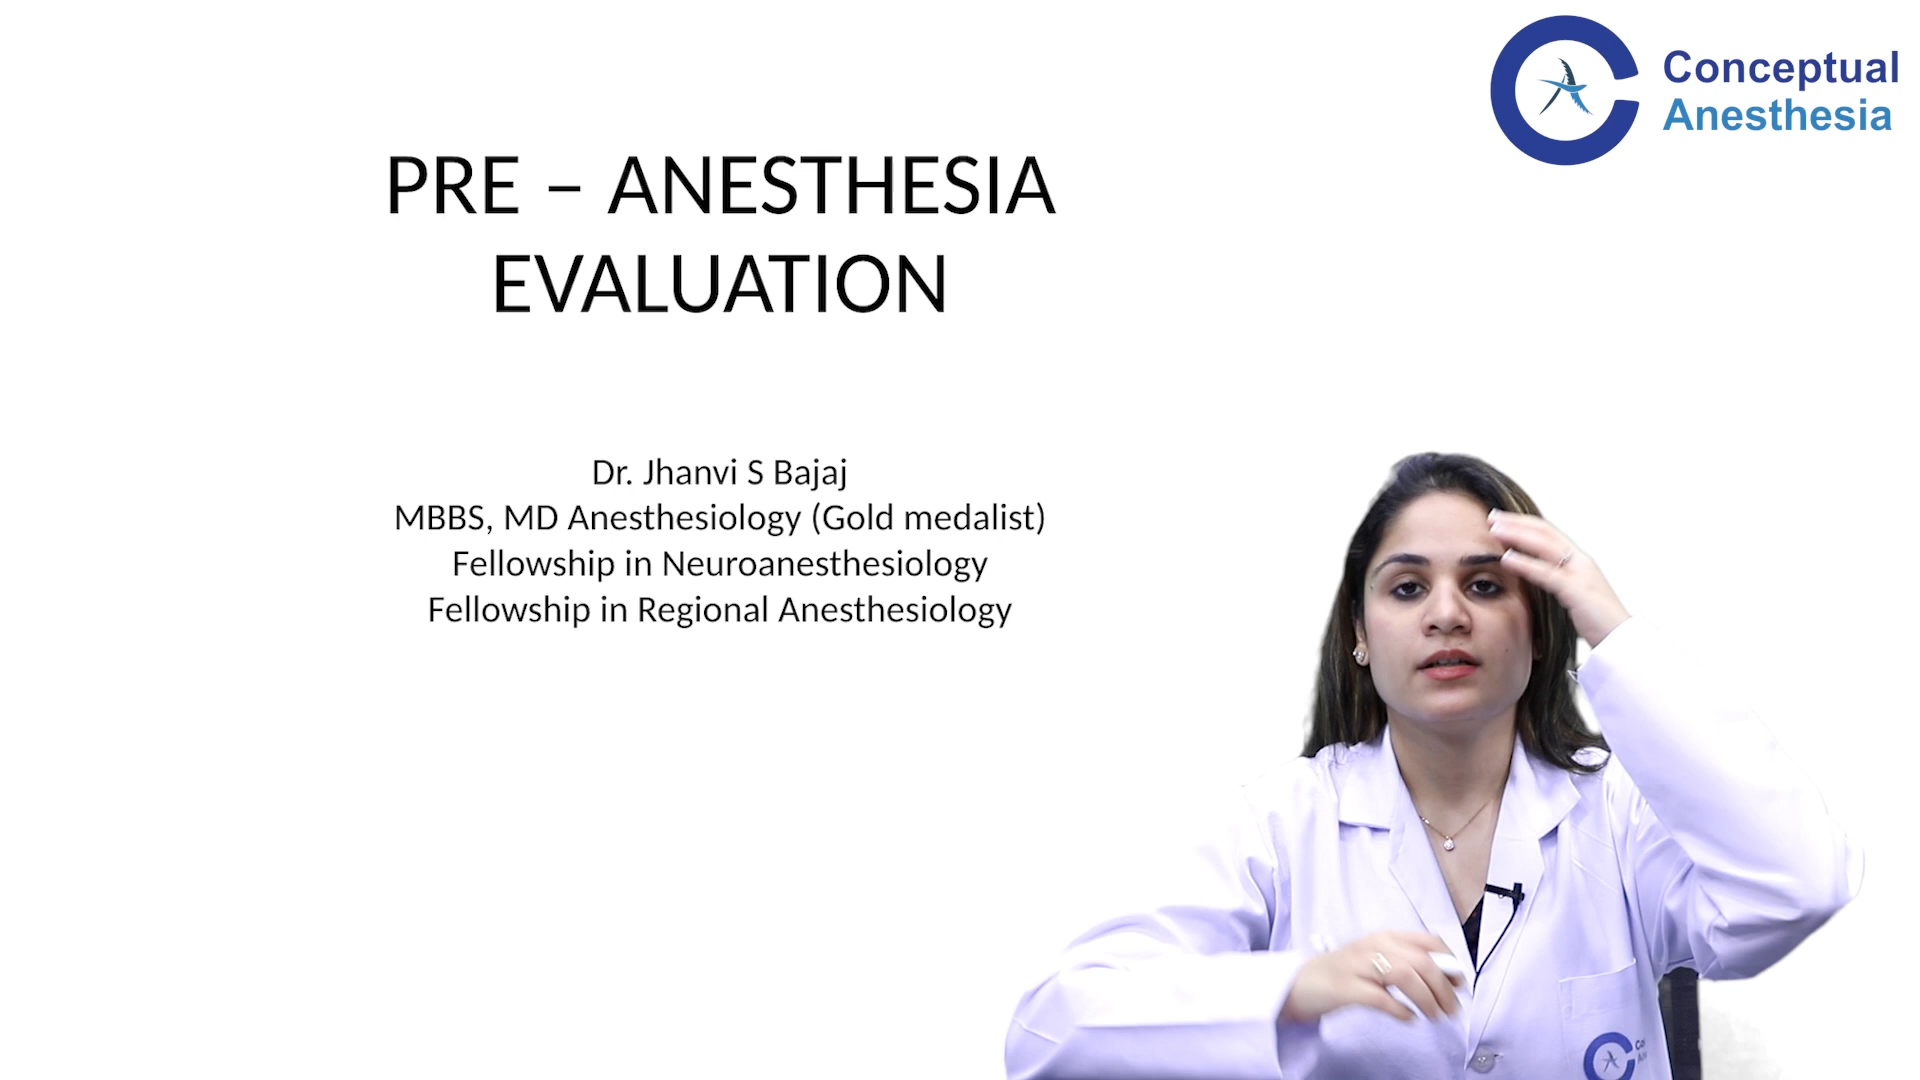 Conceptual
Anesthesia
PRE – ANESTHESIA
EVALUATION
Dr. Jhanvi S Bajaj
MBBS, MD Anesthesiology (Gold medalist)
Fellowship in Neuroanesthesiology
Fellowship in Regional Anesthesiology